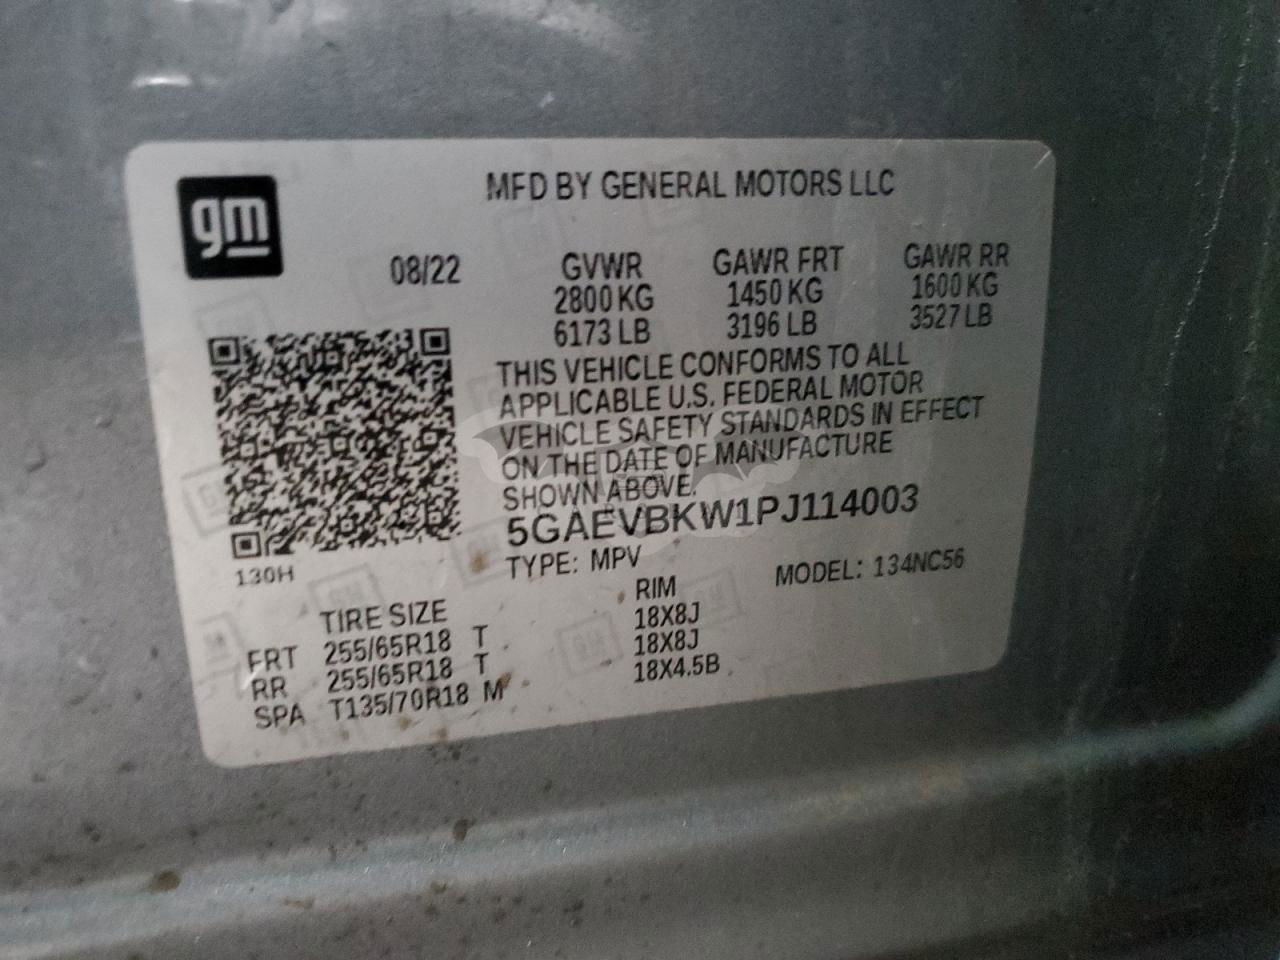 gm
MFD BY GENERAL MOTORS LLC
08/22
GVWR GAWR FRT GAWR RR
2800 KG 1450 KG 1600 KG
6173 LB 3196 LB 3527 LB
THIS VEHICLE CONFORMS TO ALL
APPLICABLE U.S. FEDERAL MOTOR
VEHICLE SAFETY STANDARDS IN EFFECT
ON THE DATE OF MANUFACTURE
SHOWN ABOVE.
5GAEVBKW1PJ114003
TYPE: MPV MODEL: 134NC56
130H
TIRE SIZE RIM
FRT 255/65R18 T 18X8J
RR 255/65R18 T 18X8J
SPA T135/70R18 M 18X4.5B